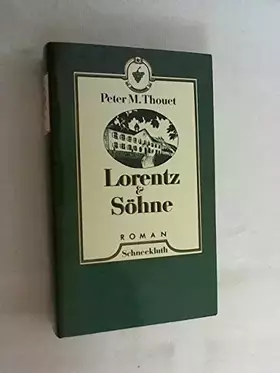 Peter M. Thouet
Lorentz
&
Söhne
ROMAN
Schneekluth